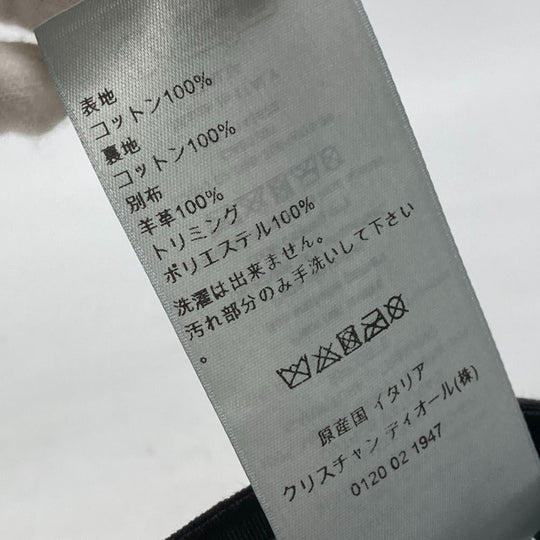 表地
コットン100%
裏地
コットン100%
別布
羊革100%
トリミング
ポリエステル100%
洗濯は出来ません。
汚れ部分のみ手洗いして下さい
。
原産国 イタリア
クリスチャン ディオール(株)
0120 02 1947